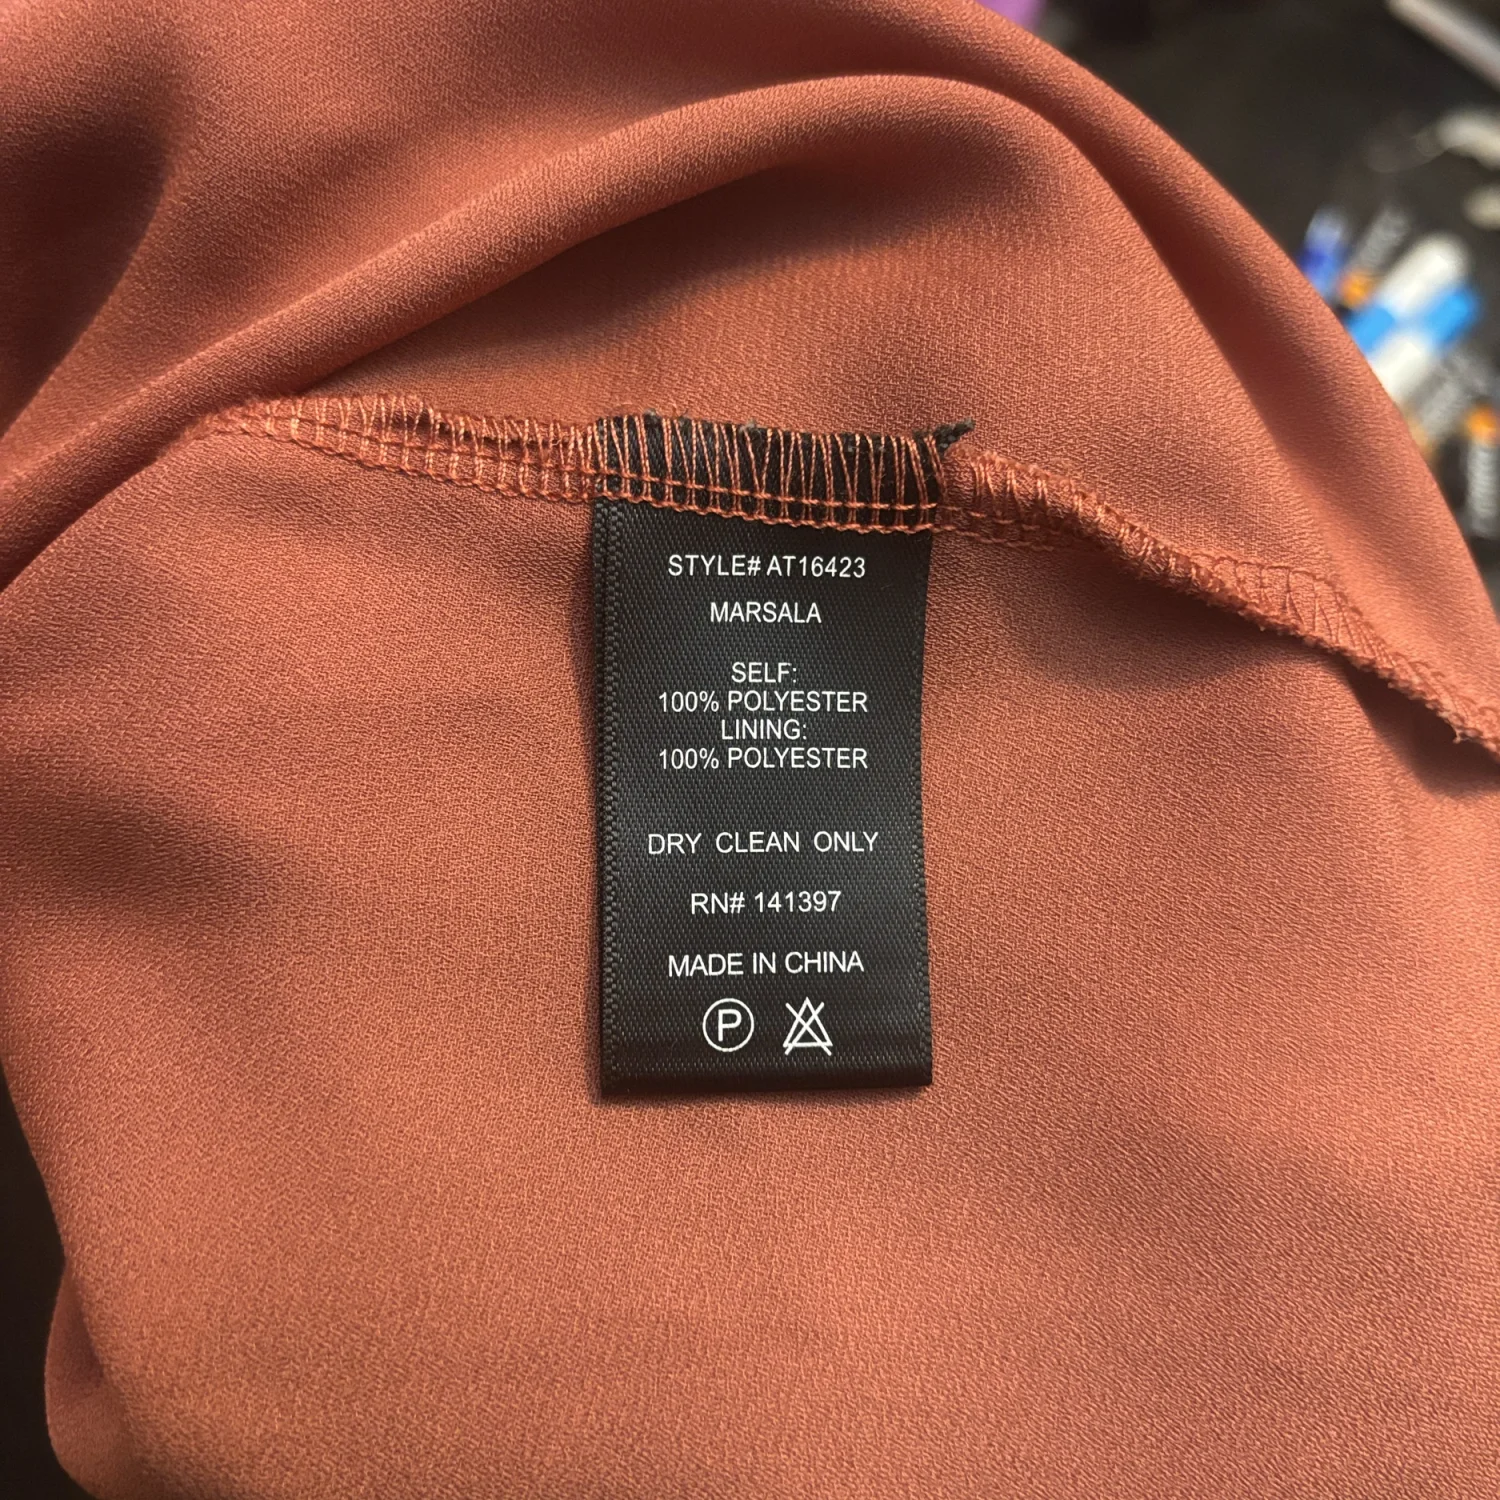 STYLE# AT16423
MARSALA
SELF:
100% POLYESTER
LINING:
100% POLYESTER
DRY CLEAN ONLY
RN# 141397
MADE IN CHINA
P